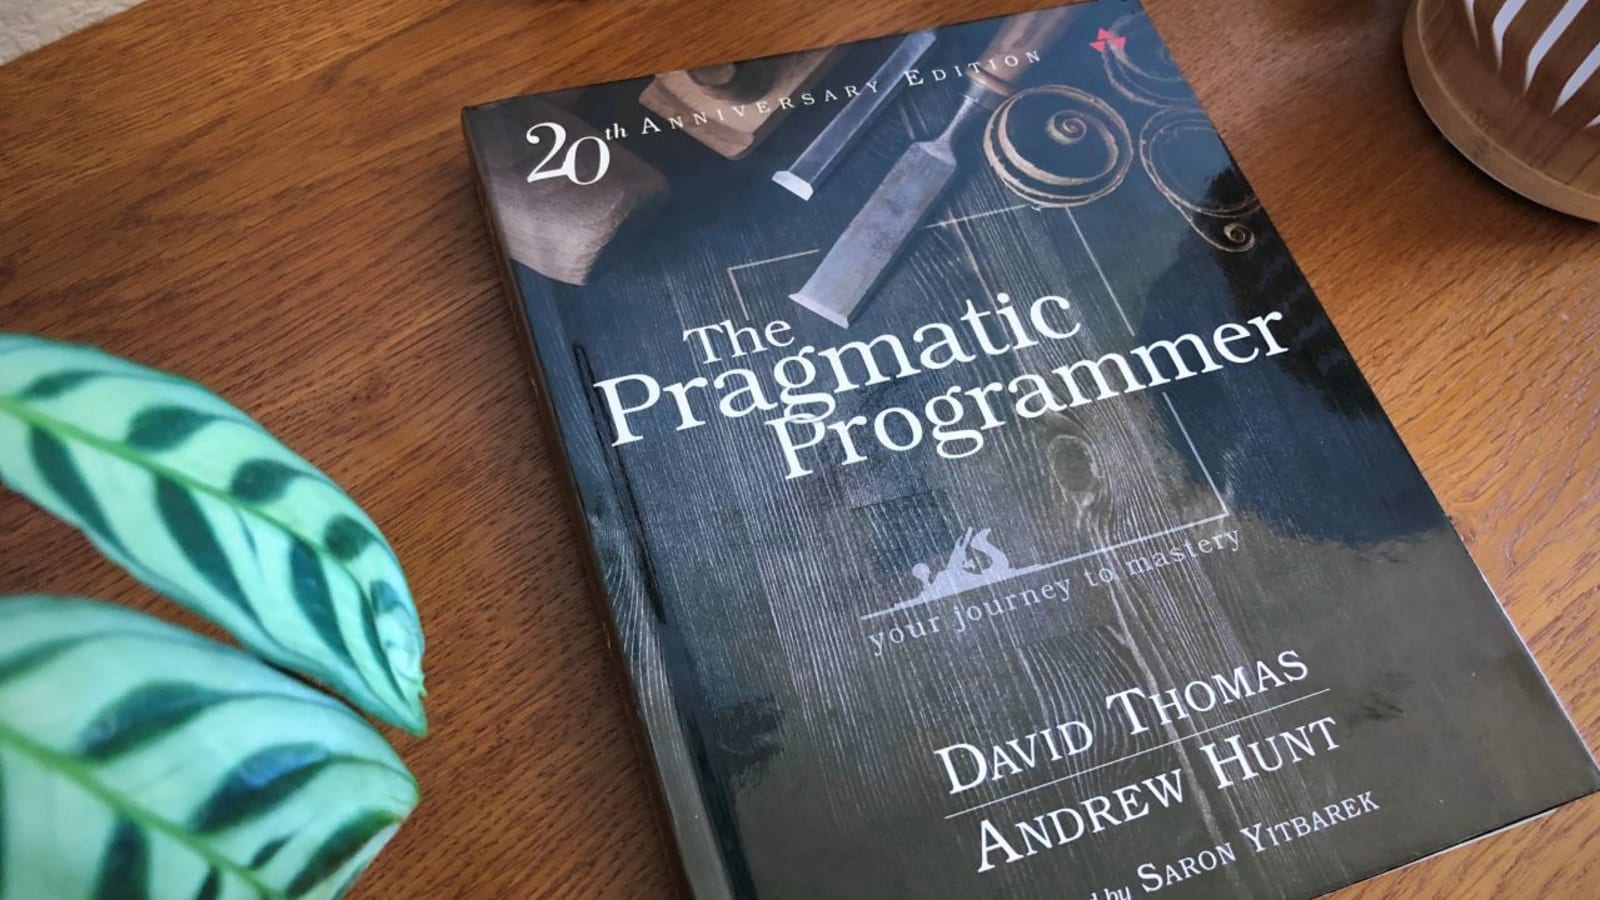 20th ANNIVERSARY EDITION
The
Pragmatic
Programmer
your journey to mastery
DAVID THOMAS
ANDREW HUNT
by SARON YITBAREK